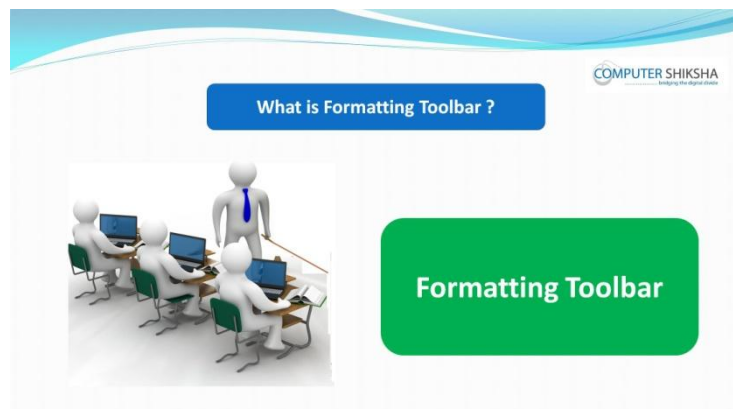 COMPUTER SHIKSHA
bridging the digital divide
What is Formatting Toolbar ?
Formatting Toolbar